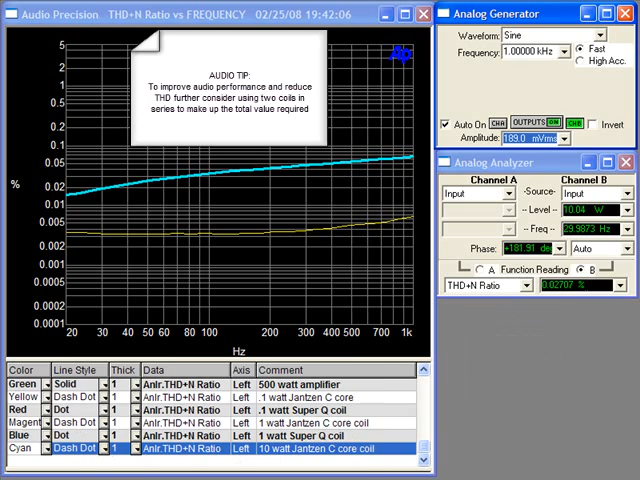 Audio Precision THD+N Ratio vs FREQUENCY 02/25/08 19:42:06
5
Ap
1
0.5
0.2
0.1
0.05
%
0.02
0.01
0.005
0.002
0.001
0.0005
0.0002
0.0001
20 30 40 50 60 80 100 200 300 400 500 700 1k
Hz
AUDIO TIP:
To improve audio performance and reduce
THD further consider using two coils in
series to make up the total value required
Color Line Style Thick Data Axis Comment
Green Solid 1 Anlr.THD+N Ratio Left 500 watt amplifier
Yellow Dash Dot 1 Anlr.THD+N Ratio Left .1 watt Jantzen C core
Red Dot 1 Anlr.THD+N Ratio Left .1 watt Super Q coil
Magent Dash Dot 1 Anlr.THD+N Ratio Left 1 watt Jantzen C core coil
Blue Dot 1 Anlr.THD+N Ratio Left 1 watt Super Q coil
Cyan Dash Dot 1 Anlr.THD+N Ratio Left 10 watt Jantzen C core coil
Analog Generator
Waveform: Sine
Frequency: 1.00000 kHz Fast
High Acc.
Auto On CHA OUTPUTS ON CHB Invert
Amplitude: 189.0 mVrms
Analog Analyzer
Channel A Channel B
Input -Source- Input
-- Level -- 10.04 W
-- Freq -- 29.9873 Hz
Phase: +181.91 deg Auto
A Function Reading B
THD+N Ratio 0.02707 %